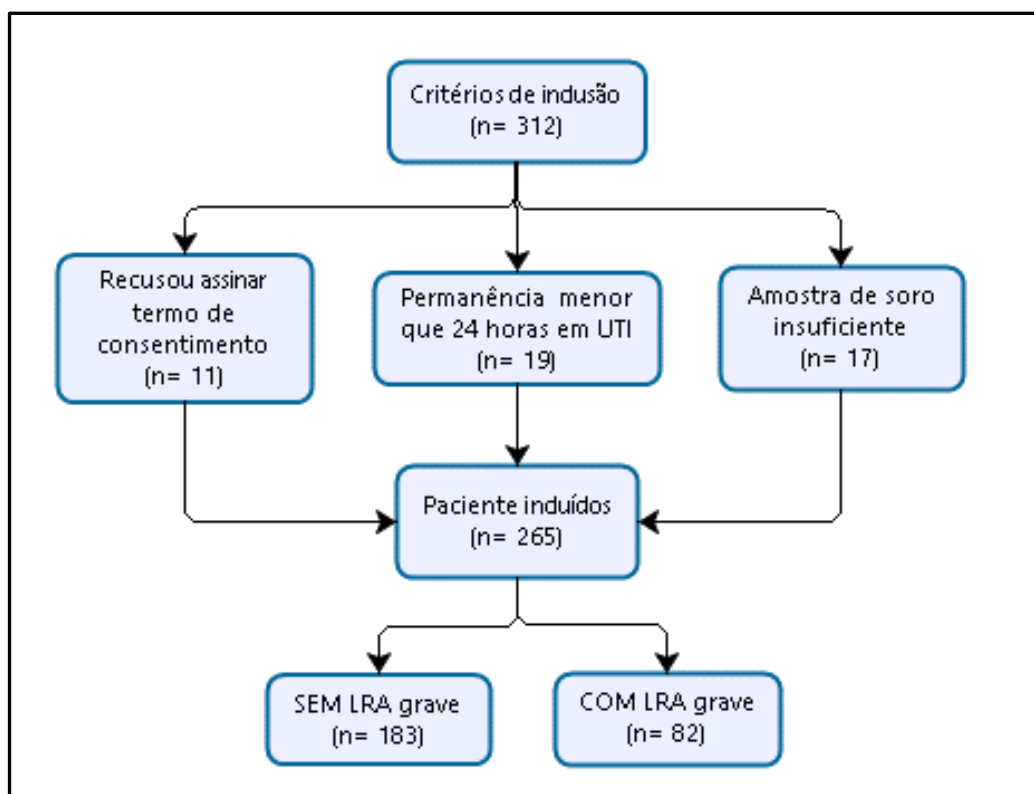 Critérios de indusão
(n= 312)
Recusou assinar
termo de
consentimento
(n= 11)
Permanência menor
que 24 horas em UTI
(n= 19)
Amostra de soro
insuficiente
(n= 17)
Paciente induídos
(n= 265)
SEM LRA grave
(n= 183)
COM LRA grave
(n= 82)